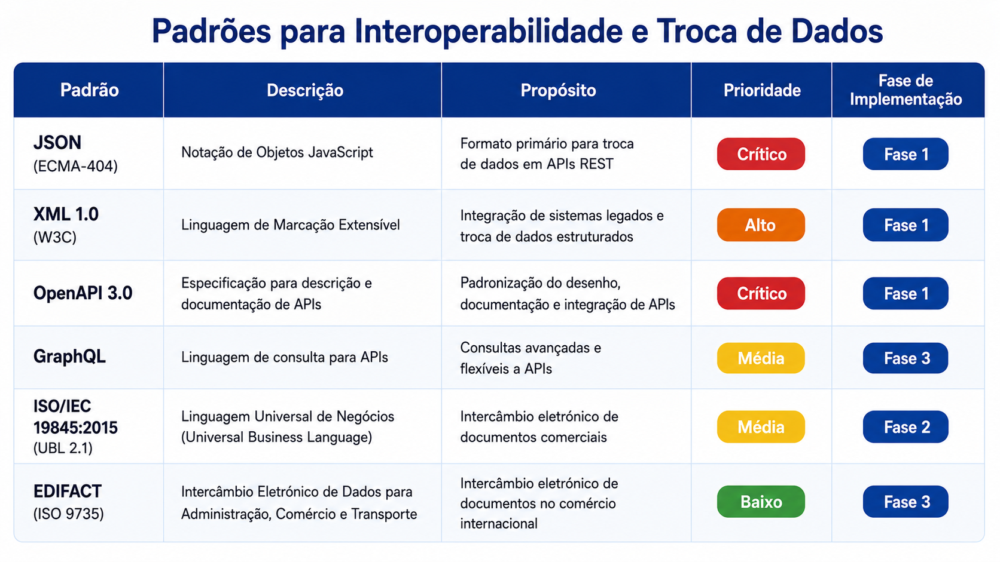 Padrões para Interoperabilidade e Troca de Dados
Padrão
Descrição
Propósito
Prioridade
Fase de
Implementação
JSON
(ECMA-404)
Notação de Objetos JavaScript
Formato primário para troca
de dados em APIs REST
Crítico
Fase 1
XML 1.0
(W3C)
Linguagem de Marcação Extensível
Integração de sistemas legados e
troca de dados estruturados
Alto
Fase 1
OpenAPI 3.0
Especificação para descrição e
documentação de APIs
Padronização do desenho,
documentação e integração de APIs
Crítico
Fase 1
GraphQL
Linguagem de consulta para APIs
Consultas avançadas e
flexíveis a APIs
Média
Fase 3
ISO/IEC
19845:2015
(UBL 2.1)
Linguagem Universal de Negócios
(Universal Business Language)
Intercâmbio eletrónico de
documentos comerciais
Média
Fase 2
EDIFACT
(ISO 9735)
Intercâmbio Eletrónico de Dados para
Administração, Comércio e Transporte
Intercâmbio eletrónico de
documentos no comércio
internacional
Baixo
Fase 3